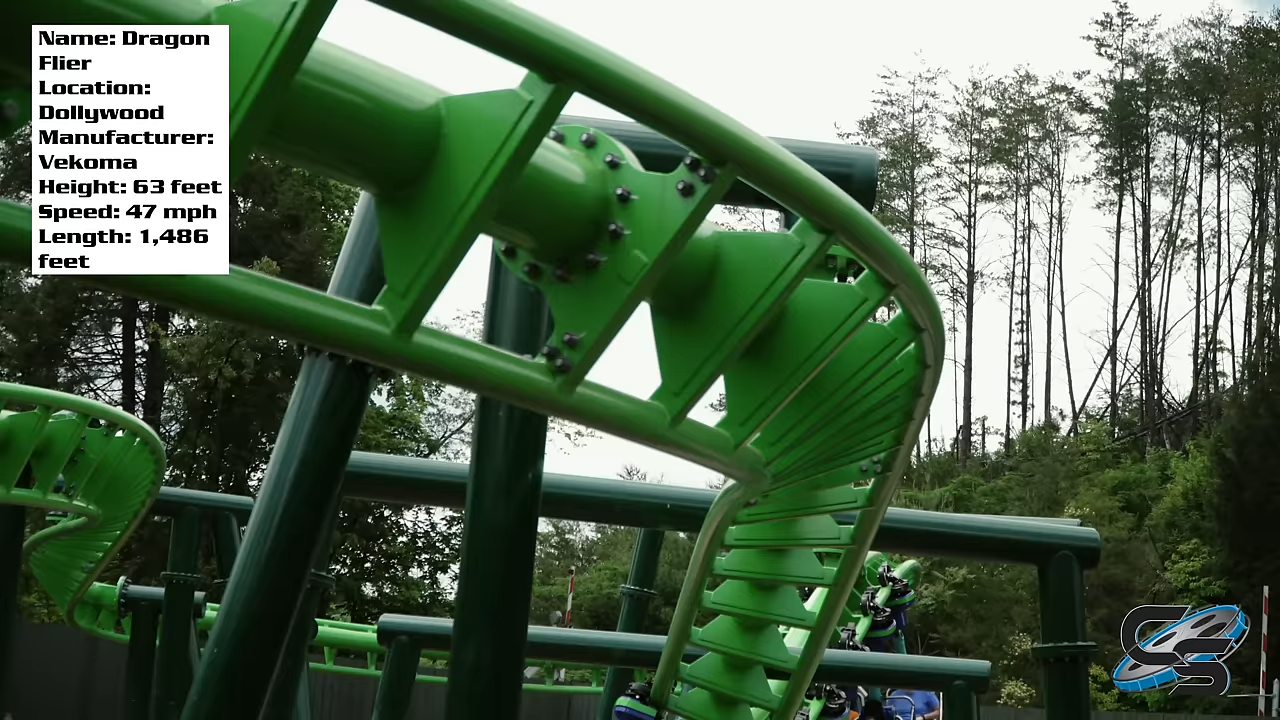 Name: Dragon
Flier
Location:
Dollywood
Manufacturer:
Vekoma
Height: 63 feet
Speed: 47 mph
Length: 1,486
feet